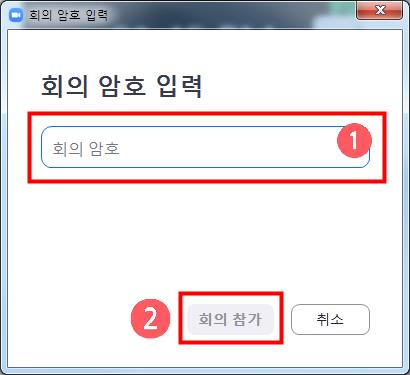 회의 암호 입력
회의 암호 입력
회의 암호
1
2
회의 참가
취소